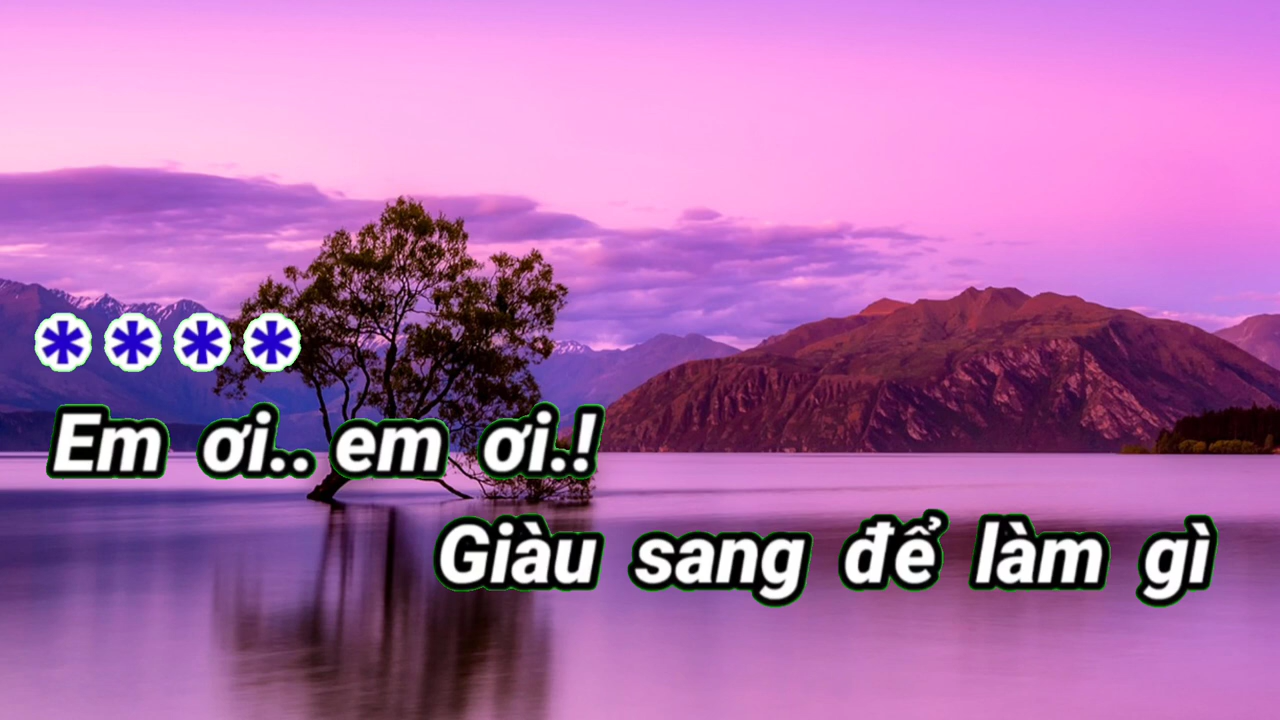 ****
Em ơi.. em ơi.!
Giàu sang để làm gì